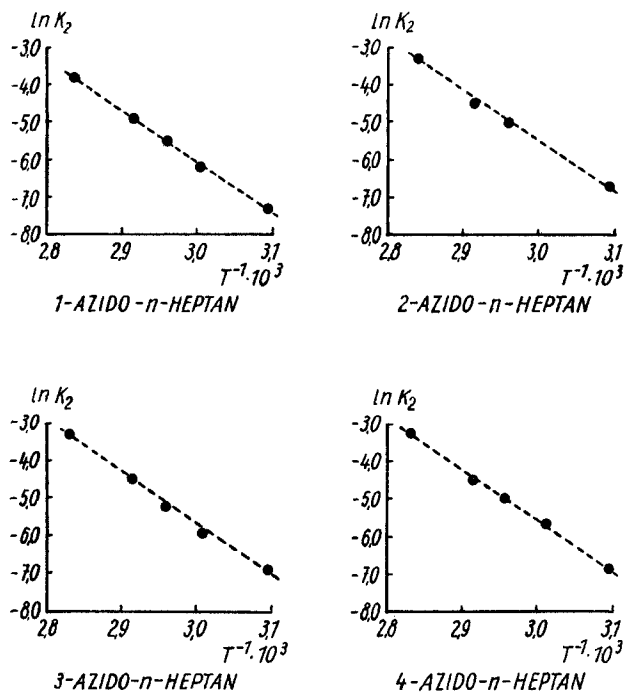 ln K₂
-3,0
-4,0
-5,0
-6,0
-7,0
-8,0
2,8 2,9 3,0 3,1
T⁻¹·10³
1-AZIDO-n-HEPTAN
ln K₂
-3,0
-4,0
-5,0
-6,0
-7,0
-8,0
2,8 2,9 3,0 3,1
T⁻¹·10³
2-AZIDO-n-HEPTAN
ln K₂
-3,0
-4,0
-5,0
-6,0
-7,0
-8,0
2,8 2,9 3,0 3,1
T⁻¹·10³
3-AZIDO-n-HEPTAN
ln K₂
-3,0
-4,0
-5,0
-6,0
-7,0
-8,0
2,8 2,9 3,0 3,1
T⁻¹·10³
4-AZIDO-n-HEPTAN